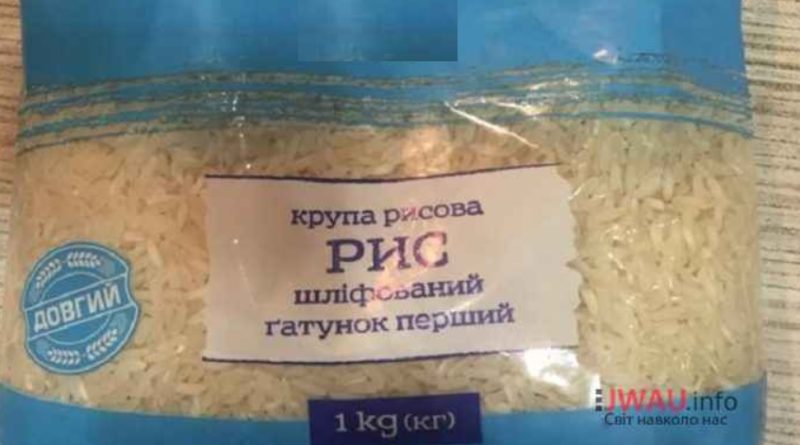 крупа рисова
РИС
шліфований
ґатунок перший
ДОВГИЙ
1 kg (кг)
JWAU.info
Світ навколо нас